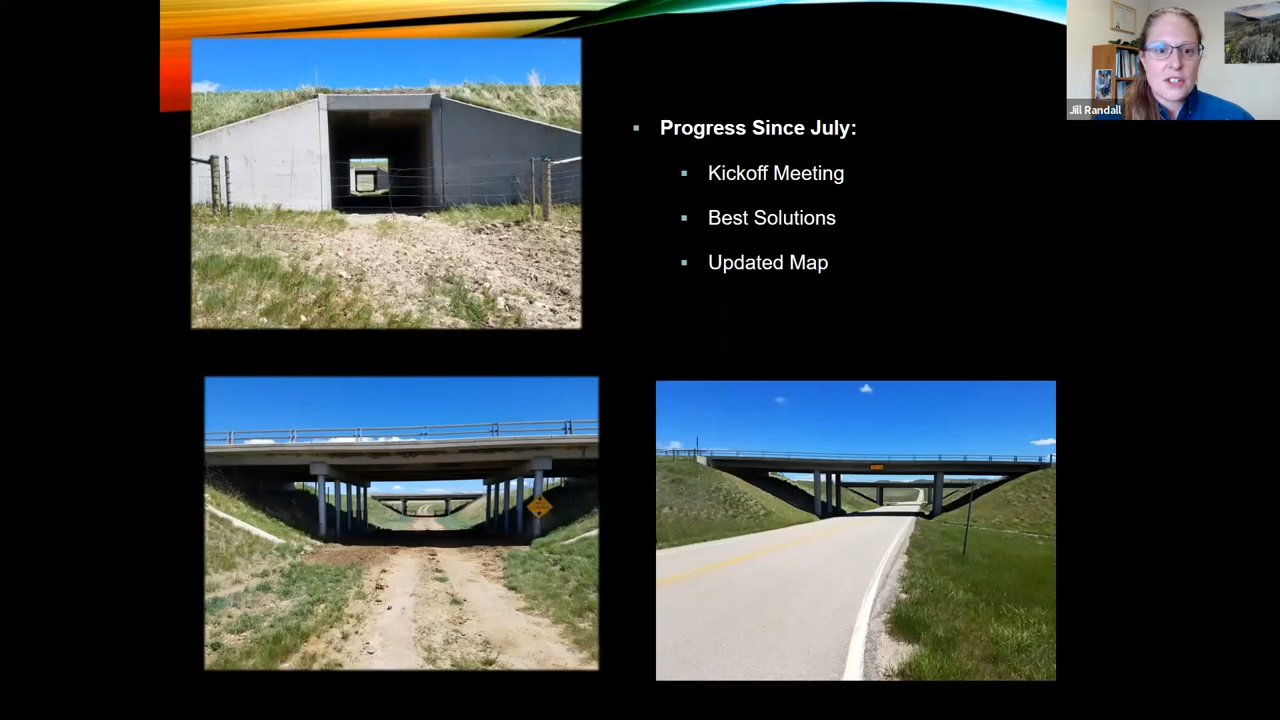 Jill Randall
Progress Since July:
Kickoff Meeting
Best Solutions
Updated Map